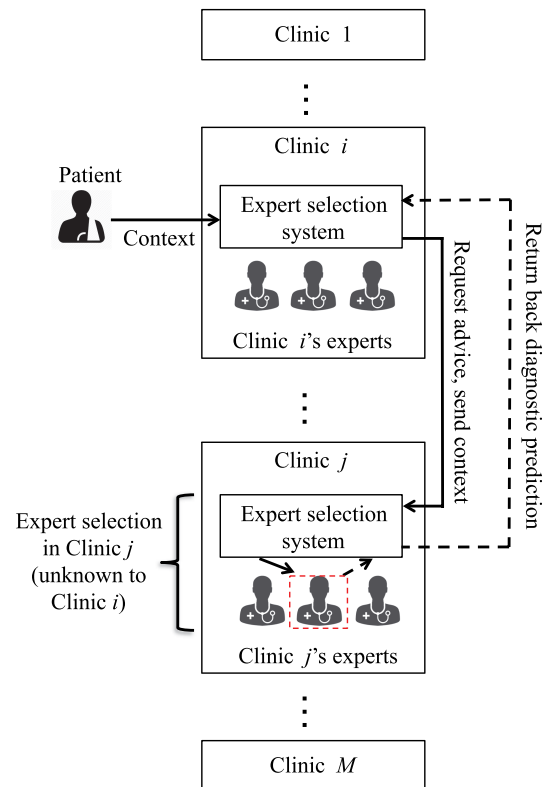 Clinic 1
Clinic i
Patient
Expert selection
system
Context
Clinic i's experts
Request advice, send context
Return back diagnostic prediction
Clinic j
Expert selection
system
Expert selection
in Clinic j
(unknown to
Clinic i)
Clinic j's experts
Clinic M